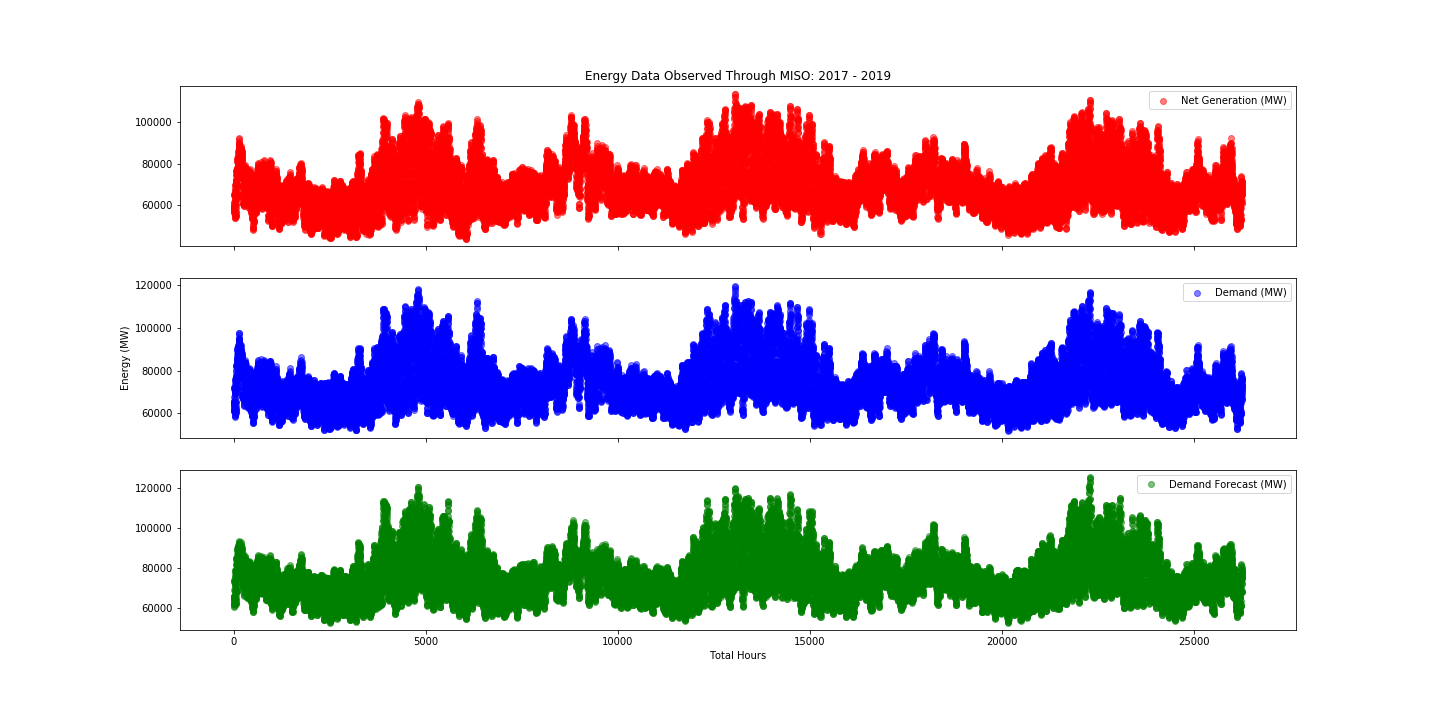 Energy Data Observed Through MISO: 2017 - 2019
Net Generation (MW)
100000
80000
60000
Demand (MW)
120000
100000
80000
60000
Energy (MW)
Demand Forecast (MW)
120000
100000
80000
60000
0 5000 10000 15000 20000 25000
Total Hours